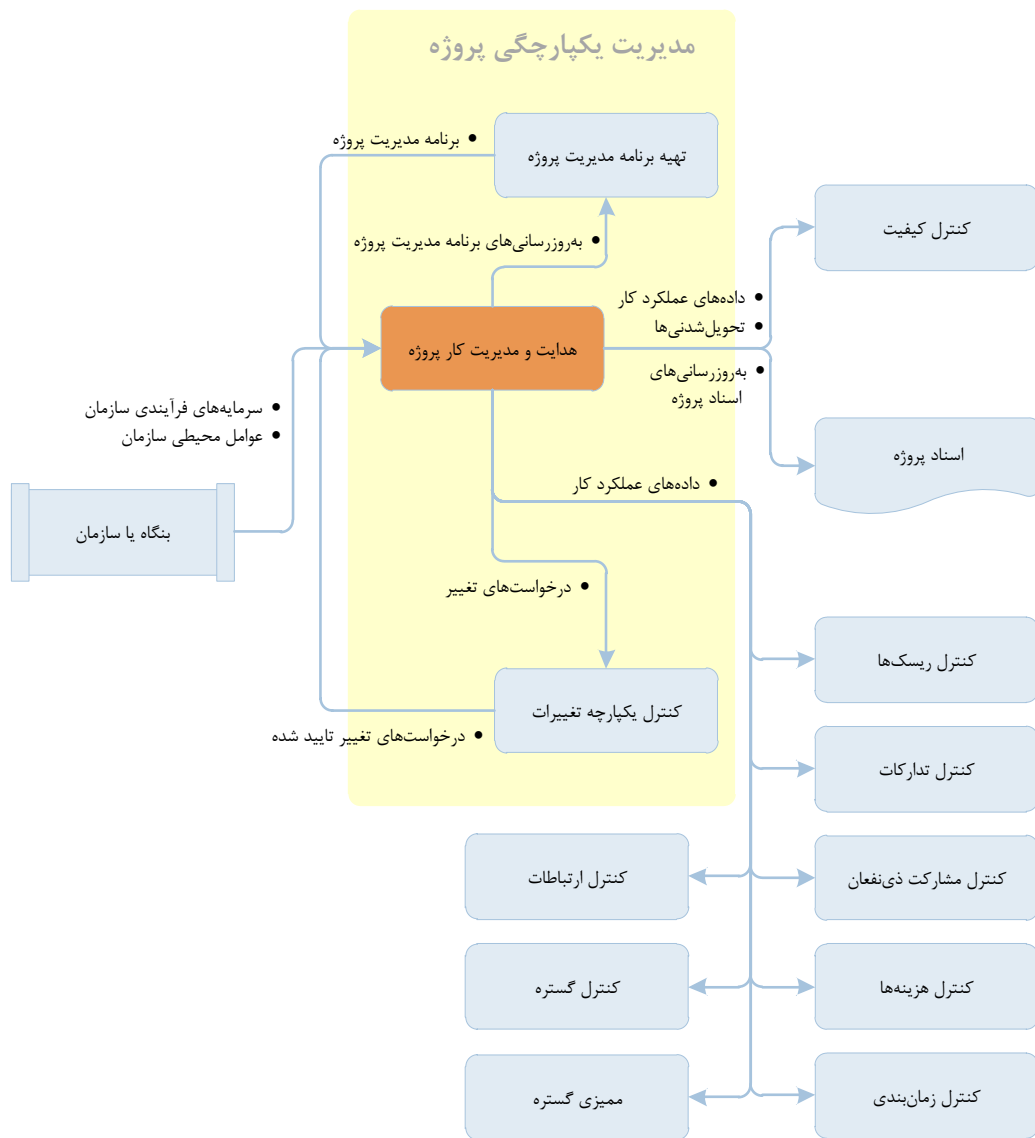 مدیریت یکپارچگی پروژه
تهیه برنامه مدیریت پروژه
• برنامه مدیریت پروژه
کنترل کیفیت
• به‌روزرسانی‌های برنامه مدیریت پروژه
• داده‌های عملکرد کار
• تحویل‌شدنی‌ها
هدایت و مدیریت کار پروژه
• به‌روزرسانی‌های
اسناد پروژه
• سرمایه‌های فرآیندی سازمان
• عوامل محیطی سازمان
اسناد پروژه
• داده‌های عملکرد کار
بنگاه یا سازمان
• درخواست‌های تغییر
کنترل ریسک‌ها
کنترل یکپارچه تغییرات
• درخواست‌های تغییر تایید شده
کنترل تدارکات
کنترل مشارکت ذی‌نفعان
کنترل ارتباطات
کنترل هزینه‌ها
کنترل گستره
کنترل زمان‌بندی
ممیزی گستره